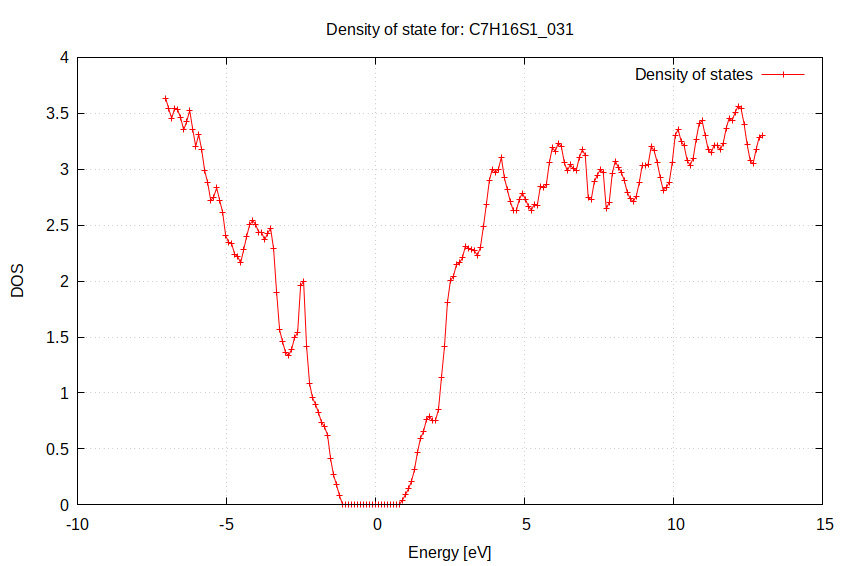 Density of state for: C7H16S1_031
Density of states
4
3.5
3
2.5
2
1.5
1
0.5
0
DOS
-10 -5 0 5 10 15
Energy [eV]